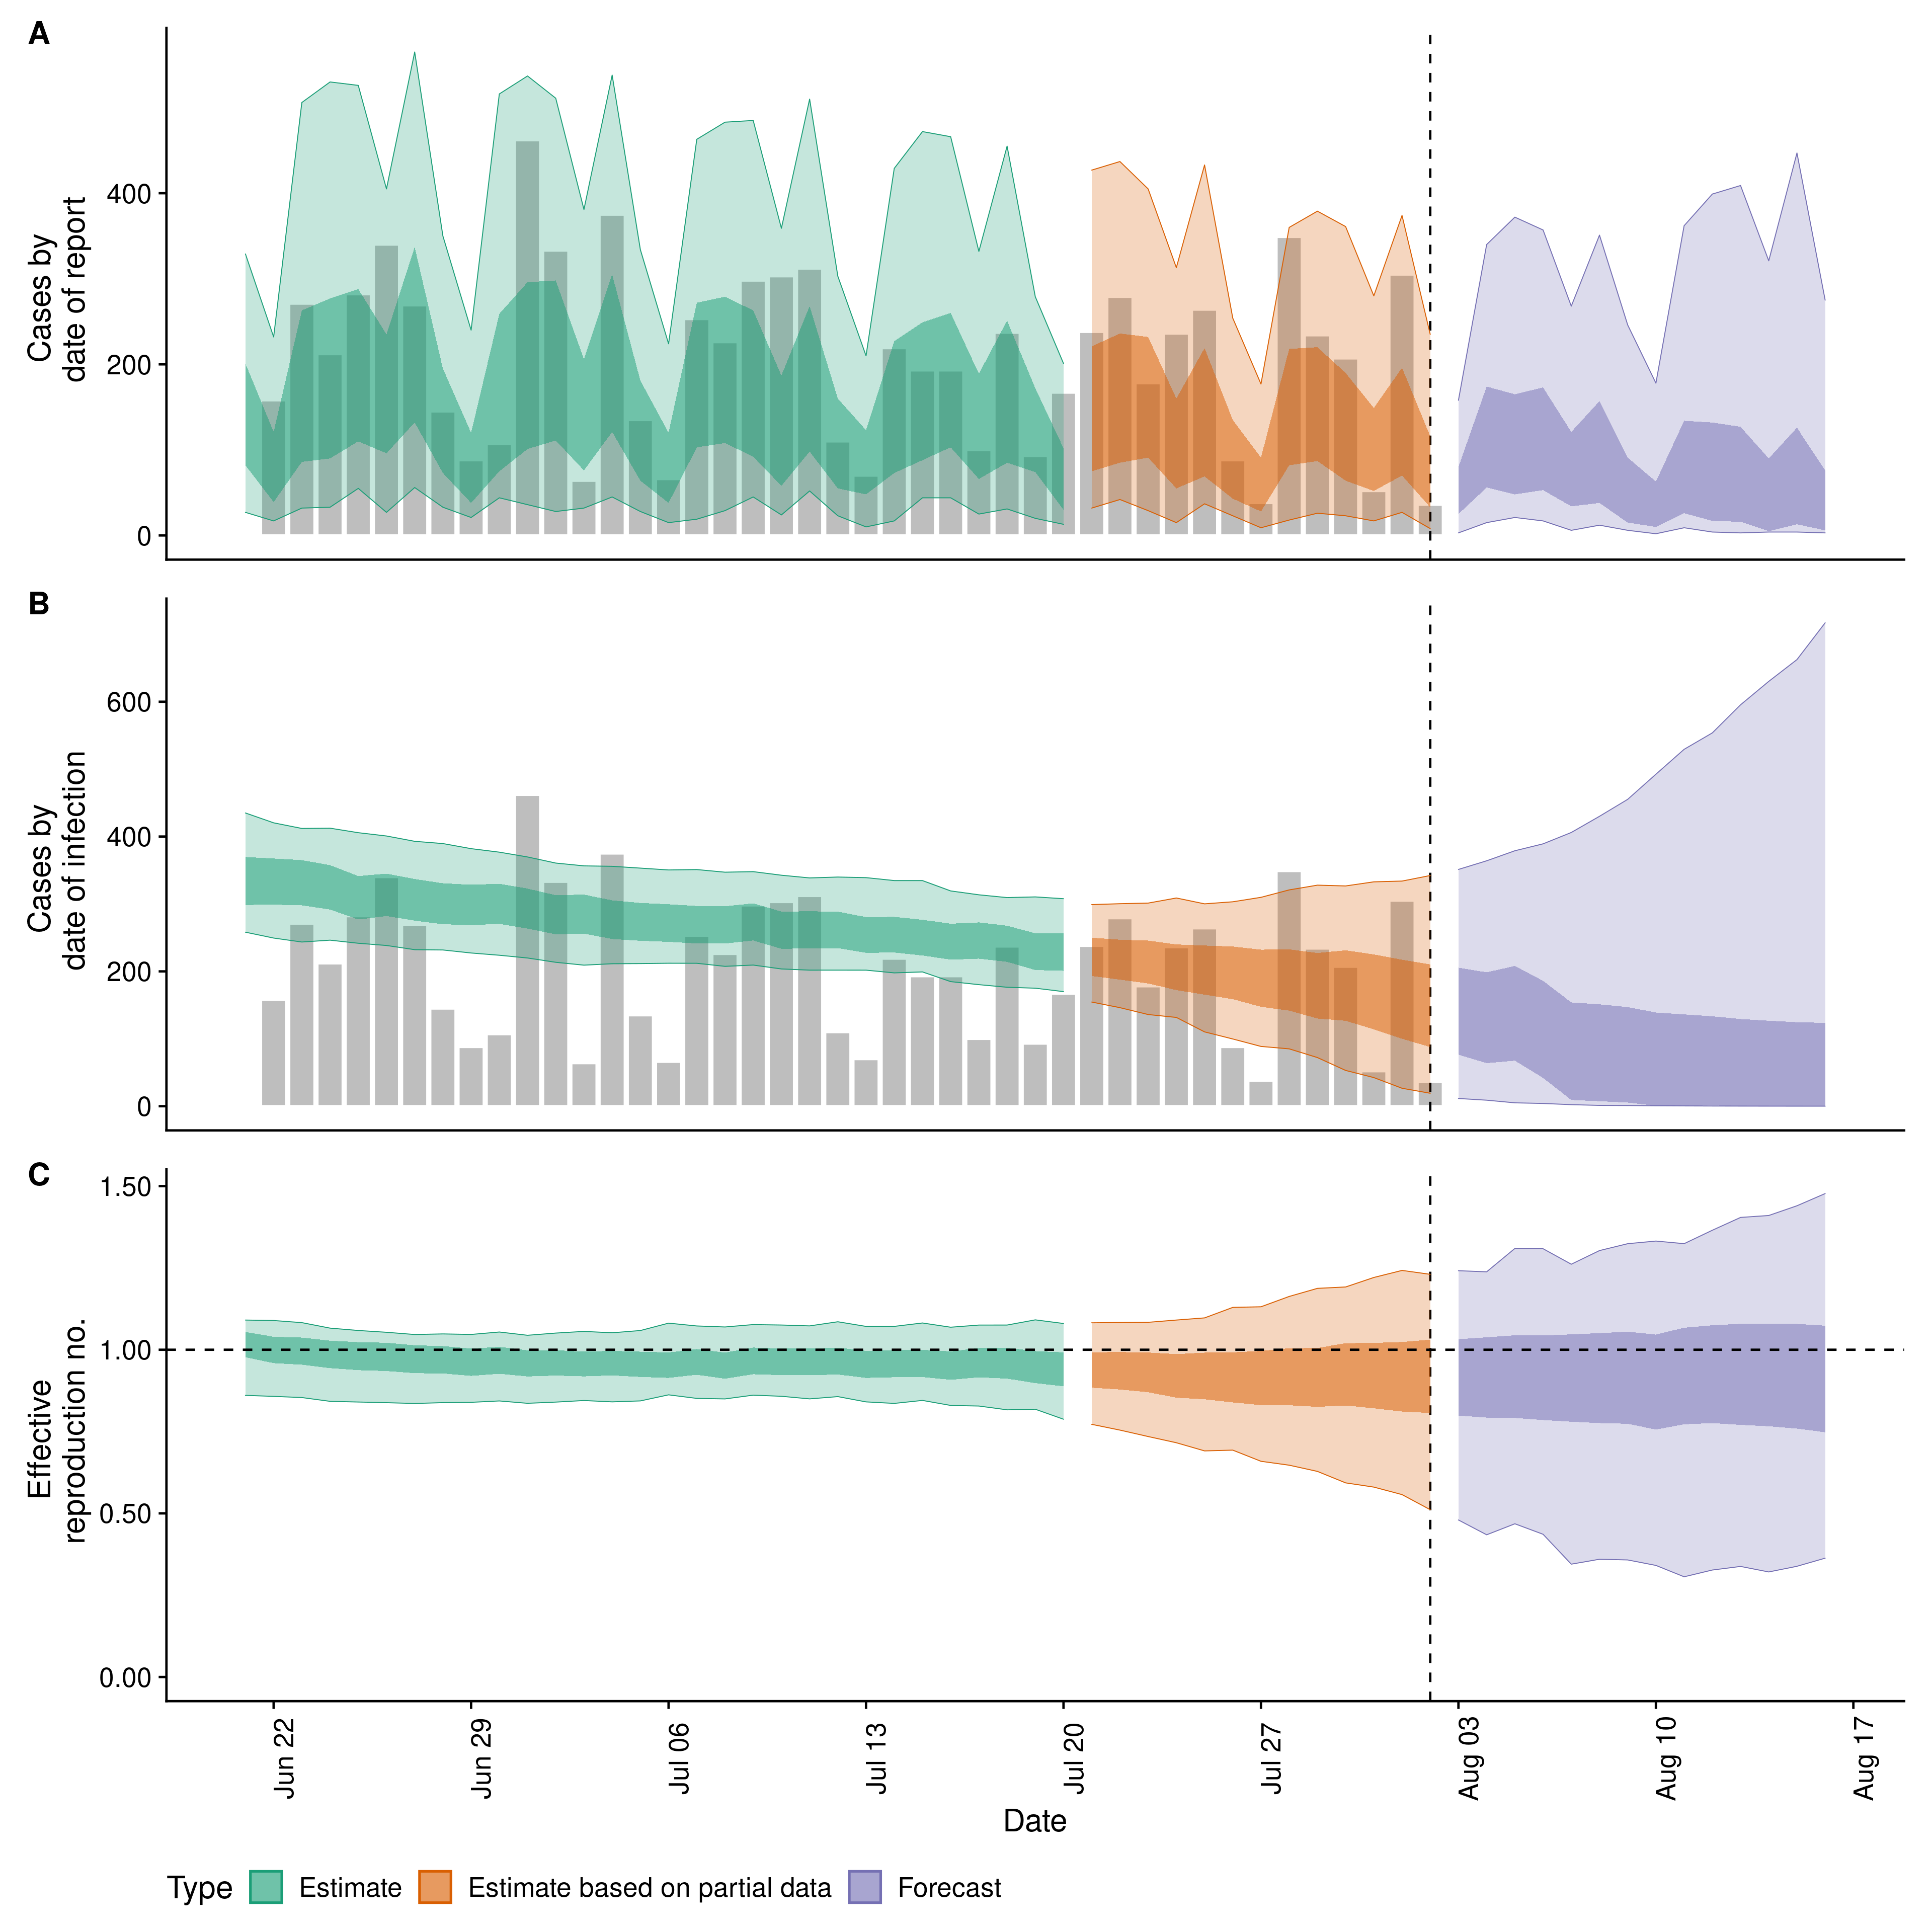 A
Cases by
date of report
400
200
0
B
Cases by
date of infection
600
400
200
0
C
Effective
reproduction no.
1.50
1.00
0.50
0.00
Jun 22
Jun 29
Jul 06
Jul 13
Jul 20
Jul 27
Aug 03
Aug 10
Aug 17
Date
Type
Estimate
Estimate based on partial data
Forecast